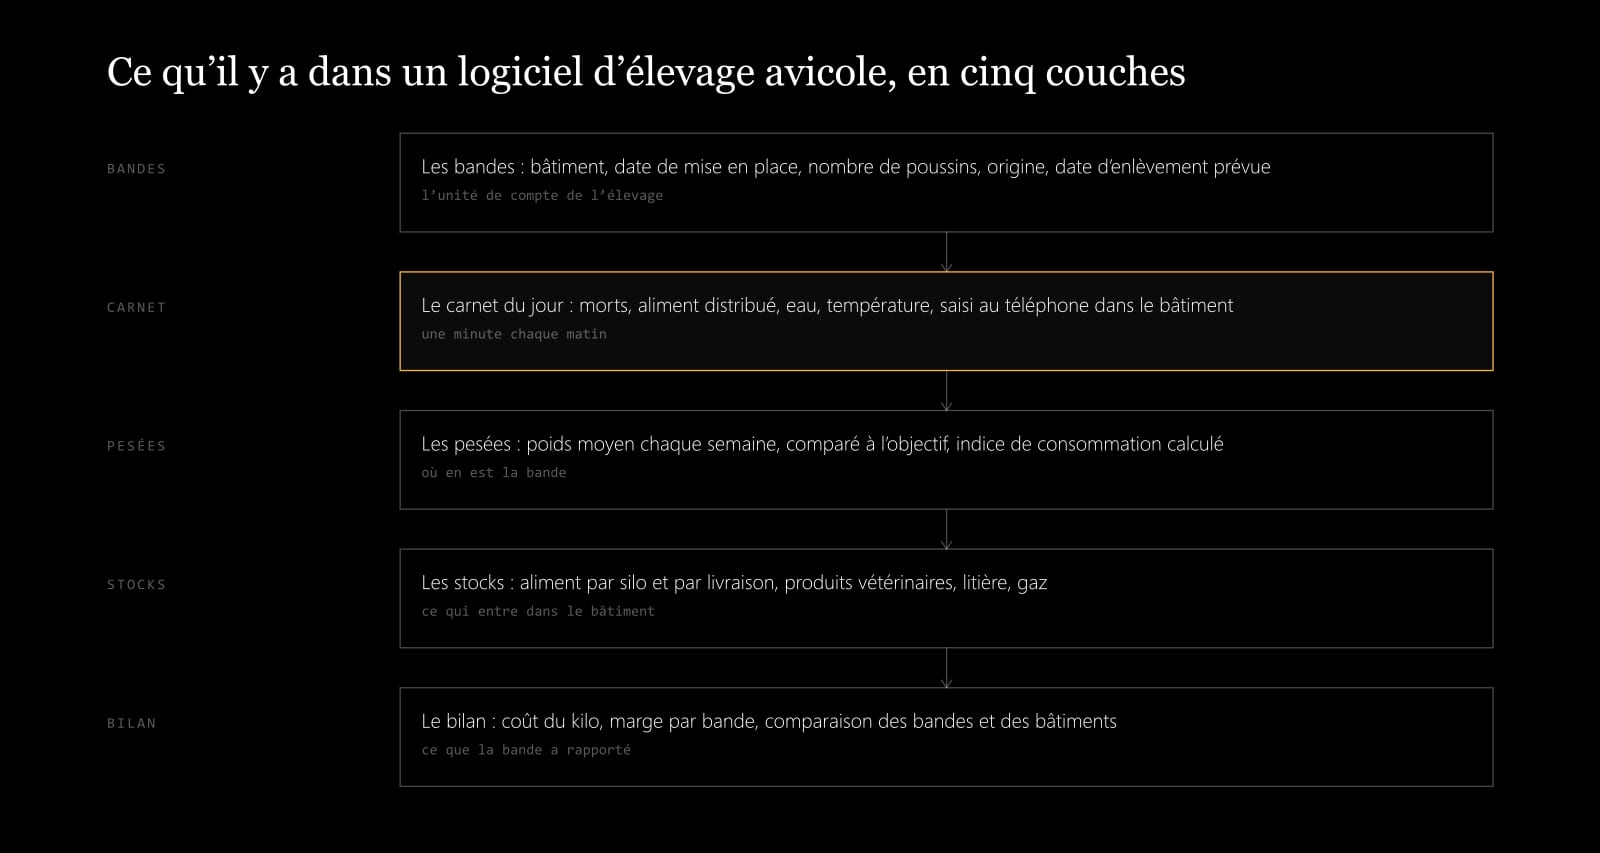 Ce qu’il y a dans un logiciel d’élevage avicole, en cinq couches
BANDES
Les bandes : bâtiment, date de mise en place, nombre de poussins, origine, date d’enlèvement prévue
l’unité de compte de l’élevage
CARNET
Le carnet du jour : morts, aliment distribué, eau, température, saisi au téléphone dans le bâtiment
une minute chaque matin
PESÉES
Les pesées : poids moyen chaque semaine, comparé à l’objectif, indice de consommation calculé
où en est la bande
STOCKS
Les stocks : aliment par silo et par livraison, produits vétérinaires, litière, gaz
ce qui entre dans le bâtiment
BILAN
Le bilan : coût du kilo, marge par bande, comparaison des bandes et des bâtiments
ce que la bande a rapporté